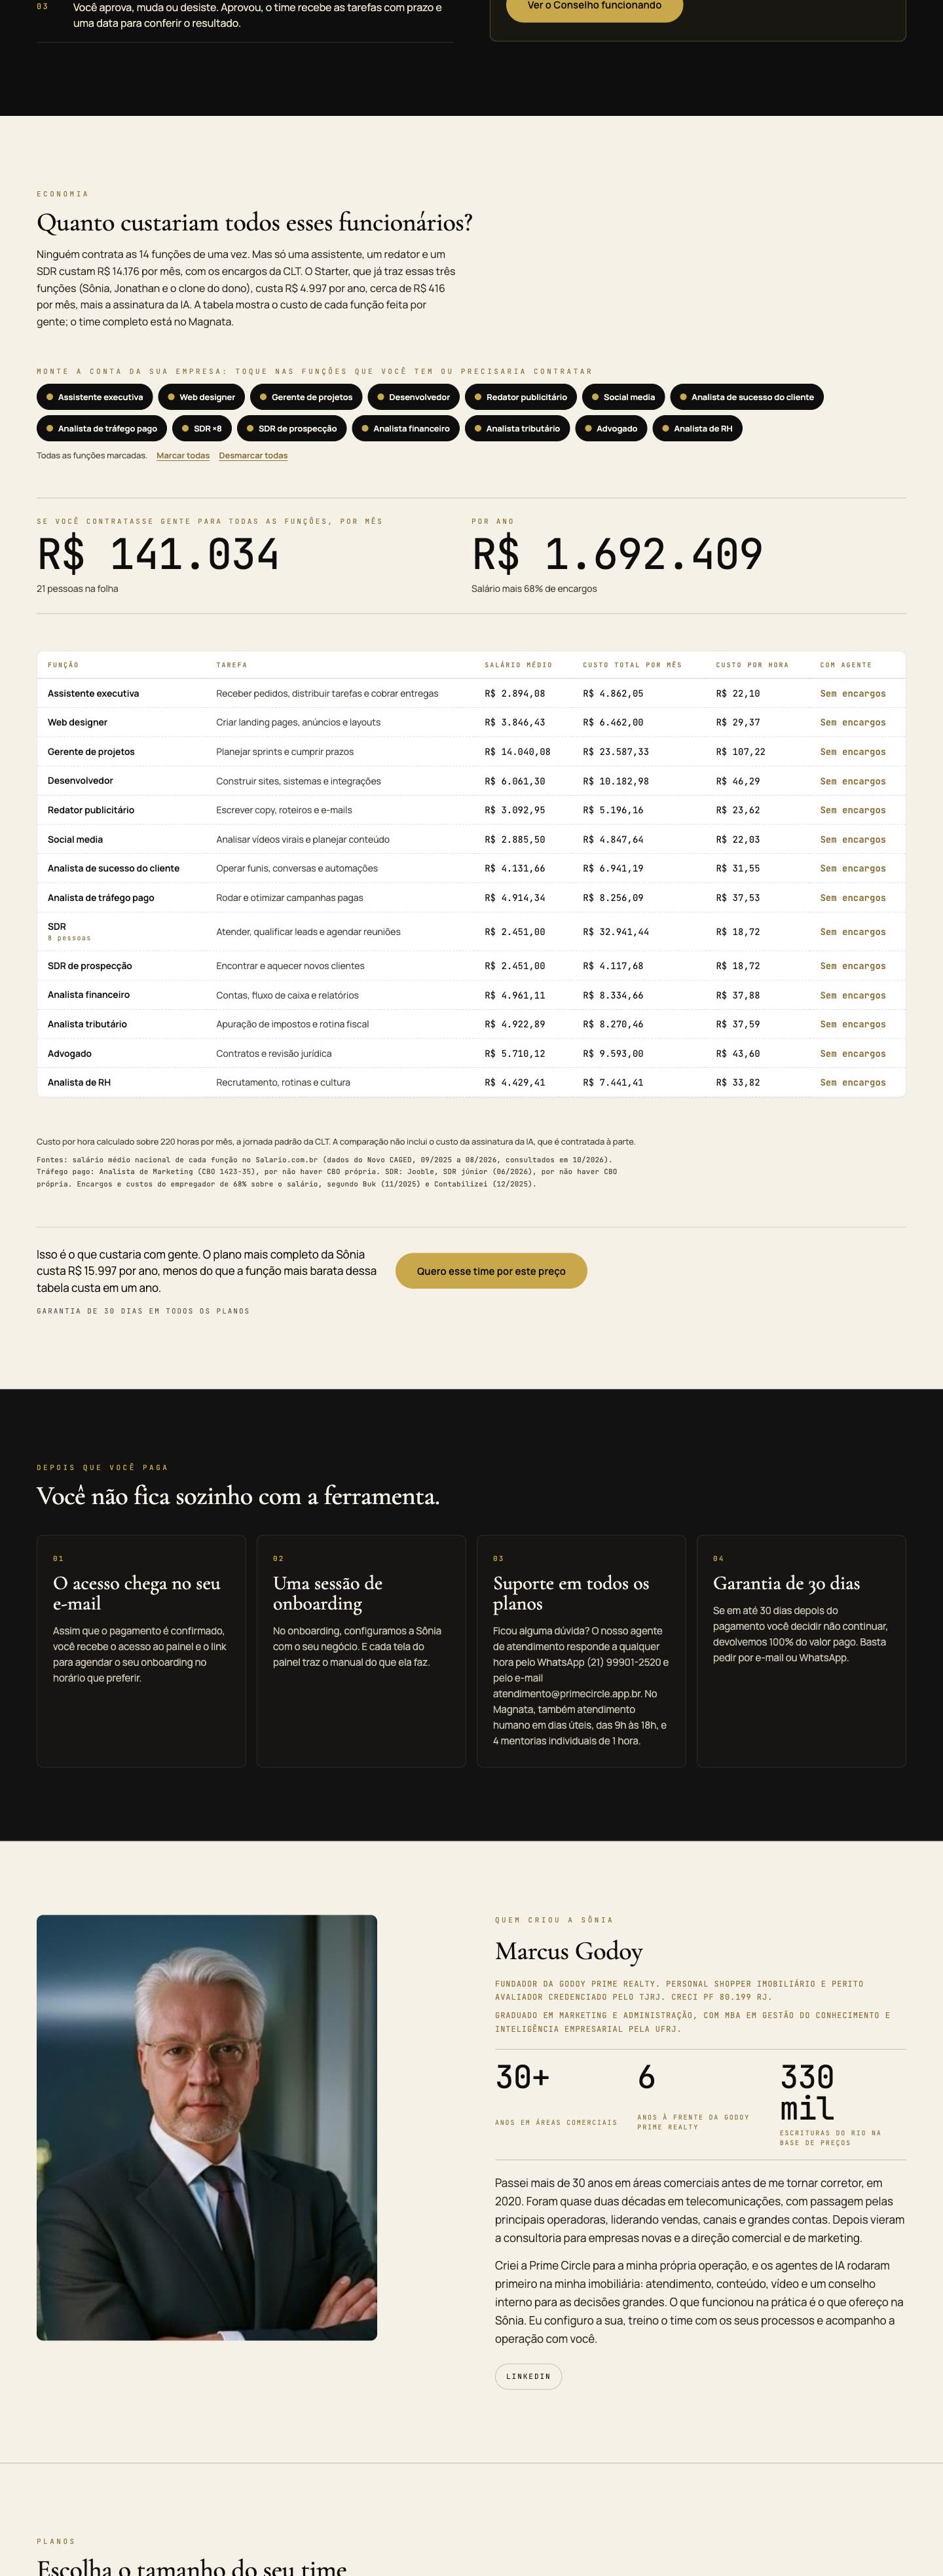 03
Você aprova, muda ou desiste. Aprovou, o time recebe as tarefas com prazo e
uma data para conferir o resultado.
Ver o Conselho funcionando
ECONOMIA
Quanto custariam todos esses funcionários?
Ninguém contrata as 14 funções de uma vez. Mas só uma assistente, um redator e um
SDR custam R$ 14.176 por mês, com os encargos da CLT. O Starter, que já traz essas três
funções (Sônia, Jonathan e o clone do dono), custa R$ 4.997 por ano, cerca de R$ 416
por mês, mais a assinatura da IA. A tabela mostra o custo de cada função feita por
gente; o time completo está no Magnata.
MONTE A CONTA DA SUA EMPRESA: TOQUE NAS FUNÇÕES QUE VOCÊ TEM OU PRECISARIA CONTRATAR
Assistente executiva Web designer Gerente de projetos Desenvolvedor Redator publicitário Social media Analista de sucesso do cliente
Analista de tráfego pago SDR ×8 SDR de prospecção Analista financeiro Analista tributário Advogado Analista de RH
Todas as funções marcadas. Marcar todas Desmarcar todas
SE VOCÊ CONTRATASSE GENTE PARA TODAS AS FUNÇÕES, POR MÊS
R$ 141.034
21 pessoas na folha
POR ANO
R$ 1.692.409
Salário mais 68% de encargos
FUNÇÃO TAREFA SALÁRIO MÉDIO CUSTO TOTAL POR MÊS CUSTO POR HORA COM AGENTE
Assistente executiva Receber pedidos, distribuir tarefas e cobrar entregas R$ 2.894,08 R$ 4.862,05 R$ 22,10 Sem encargos
Web designer Criar landing pages, anúncios e layouts R$ 3.846,43 R$ 6.462,00 R$ 29,37 Sem encargos
Gerente de projetos Planejar sprints e cumprir prazos R$ 14.040,08 R$ 23.587,33 R$ 107,22 Sem encargos
Desenvolvedor Construir sites, sistemas e integrações R$ 6.061,30 R$ 10.182,98 R$ 46,29 Sem encargos
Redator publicitário Escrever copy, roteiros e e-mails R$ 3.092,95 R$ 5.196,16 R$ 23,62 Sem encargos
Social media Analisar vídeos virais e planejar conteúdo R$ 2.885,50 R$ 4.847,64 R$ 22,03 Sem encargos
Analista de sucesso do cliente Operar funis, conversas e automações R$ 4.131,66 R$ 6.941,19 R$ 31,55 Sem encargos
Analista de tráfego pago Rodar e otimizar campanhas pagas R$ 4.914,34 R$ 8.256,09 R$ 37,53 Sem encargos
SDR
8 pessoas
Atender, qualificar leads e agendar reuniões R$ 2.451,00 R$ 32.941,44 R$ 18,72 Sem encargos
SDR de prospecção Encontrar e aquecer novos clientes R$ 2.451,00 R$ 4.117,68 R$ 18,72 Sem encargos
Analista financeiro Contas, fluxo de caixa e relatórios R$ 4.961,11 R$ 8.334,66 R$ 37,88 Sem encargos
Analista tributário Apuração de impostos e rotina fiscal R$ 4.922,89 R$ 8.270,46 R$ 37,59 Sem encargos
Advogado Contratos e revisão jurídica R$ 5.710,12 R$ 9.593,00 R$ 43,60 Sem encargos
Analista de RH Recrutamento, rotinas e cultura R$ 4.429,41 R$ 7.441,41 R$ 33,82 Sem encargos
Custo por hora calculado sobre 220 horas por mês, a jornada padrão da CLT. A comparação não inclui o custo da assinatura da IA, que é contratada à parte.
Fontes: salário médio nacional de cada função no Salario.com.br (dados do Novo CAGED, 09/2025 a 08/2026, consultados em 10/2026).
Tráfego pago: Analista de Marketing (CBO 1423-35), por não haver CBO própria. SDR: Jooble, SDR júnior (06/2026), por não haver CBO
própria. Encargos e custos do empregador de 68% sobre o salário, segundo Buk (11/2025) e Contabilizei (12/2025).
Isso é o que custaria com gente. O plano mais completo da Sônia
custa R$ 15.997 por ano, menos do que a função mais barata dessa
tabela custa em um ano.
Quero esse time por este preço
GARANTIA DE 30 DIAS EM TODOS OS PLANOS
DEPOIS QUE VOCÊ PAGA
Você não fica sozinho com a ferramenta.
01
O acesso chega no seu
e-mail
Assim que o pagamento é confirmado,
você recebe o acesso ao painel e o link
para agendar o seu onboarding no
horário que preferir.
02
Uma sessão de
onboarding
No onboarding, configuramos a Sônia
com o seu negócio. E cada tela do
painel traz o manual do que ela faz.
03
Suporte em todos os
planos
Ficou alguma dúvida? O nosso agente
de atendimento responde a qualquer
hora pelo WhatsApp (21) 99901-2520 e
pelo e-mail
atendimento@primecircle.app.br. No
Magnata, também atendimento
humano em dias úteis, das 9h às 18h, e
4 mentorias individuais de 1 hora.
04
Garantia de 30 dias
Se em até 30 dias depois do
pagamento você decidir não continuar,
devolvemos 100% do valor pago. Basta
pedir por e-mail ou WhatsApp.
QUEM CRIOU A SÔNIA
Marcus Godoy
FUNDADOR DA GODOY PRIME REALTY. PERSONAL SHOPPER IMOBILIÁRIO E PERITO
AVALIADOR CREDENCIADO PELO TJRJ. CRECI PF 80.199 RJ.
GRADUADO EM MARKETING E ADMINISTRAÇÃO, COM MBA EM GESTÃO DO CONHECIMENTO E
INTELIGÊNCIA EMPRESARIAL PELA UFRJ.
30+
ANOS EM ÁREAS COMERCIAIS
6
ANOS À FRENTE DA GODOY
PRIME REALTY
330
mil
ESCRITURAS DO RIO NA
BASE DE PREÇOS
Passei mais de 30 anos em áreas comerciais antes de me tornar corretor, em
2020. Foram quase duas décadas em telecomunicações, com passagem pelas
principais operadoras, liderando vendas, canais e grandes contas. Depois vieram
a consultoria para empresas novas e a direção comercial e de marketing.
Criei a Prime Circle para a minha própria operação, e os agentes de IA rodaram
primeiro na minha imobiliária: atendimento, conteúdo, vídeo e um conselho
interno para as decisões grandes. O que funcionou na prática é o que ofereço na
Sônia. Eu configuro a sua, treino o time com os seus processos e acompanho a
operação com você.
LINKEDIN
PLANOS
Escolha o tamanho do seu time